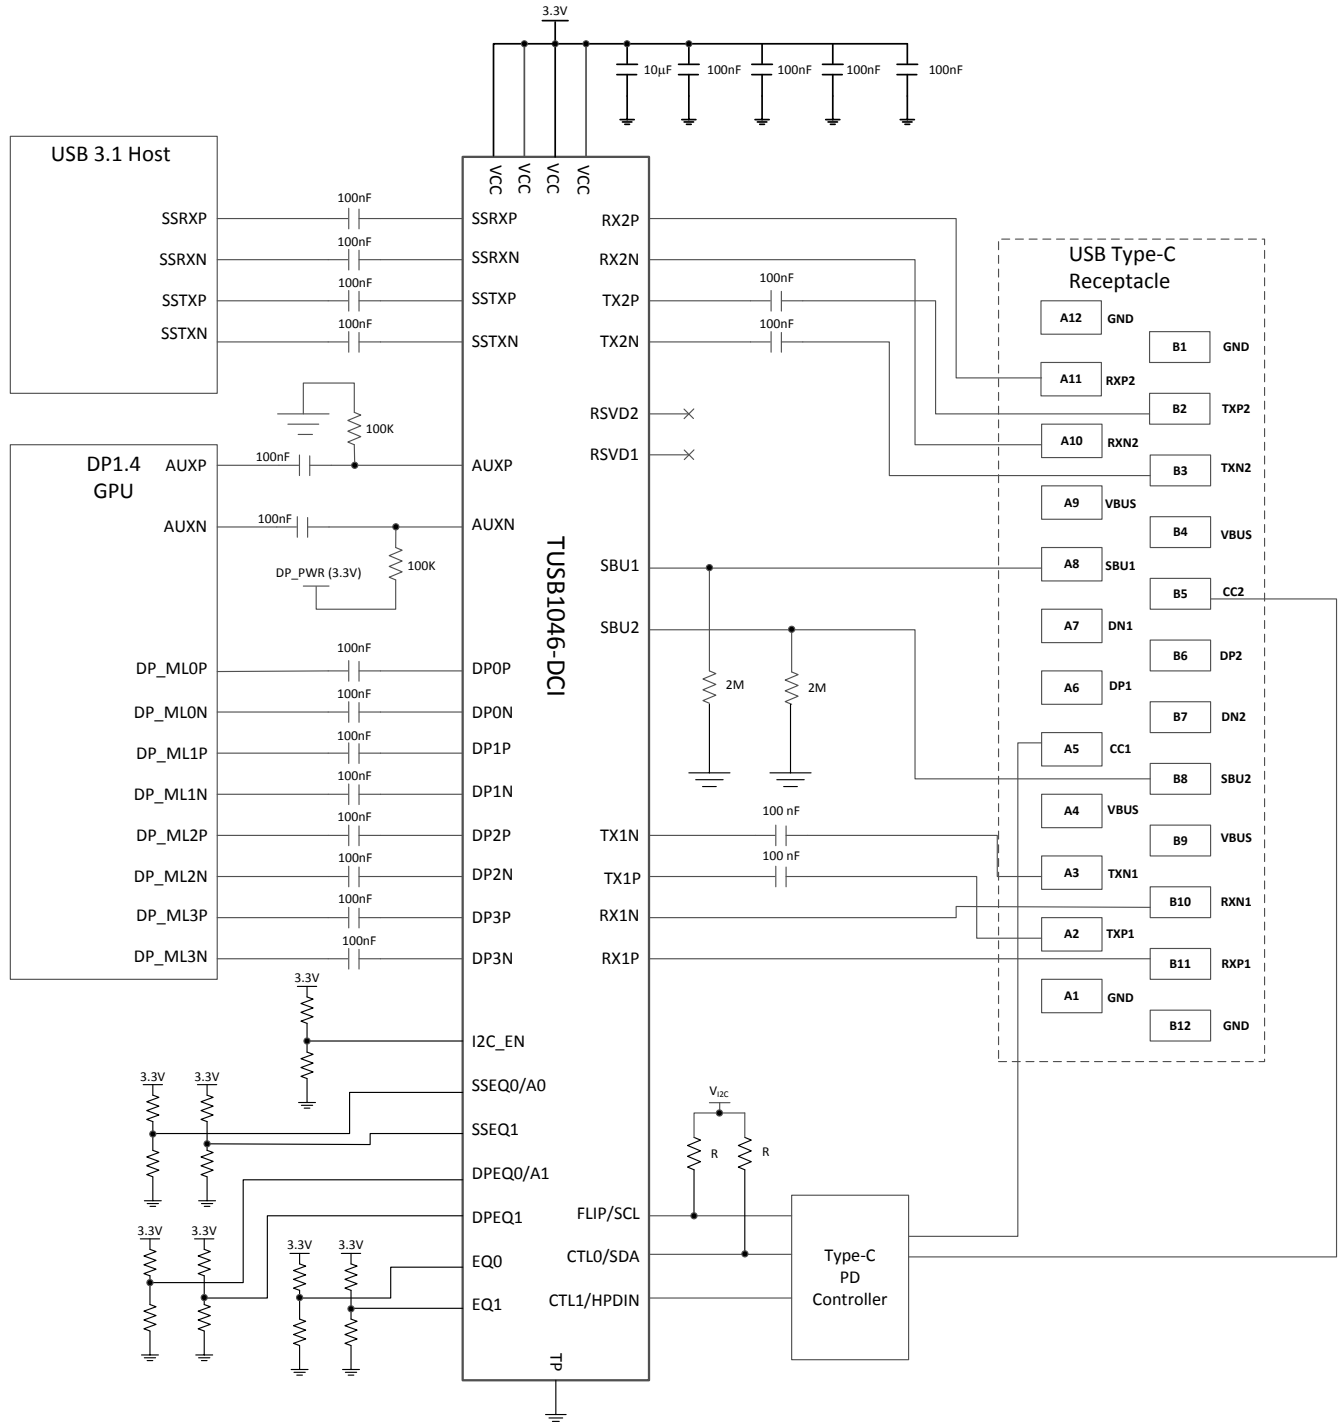 3.3V
10µF
100nF
100nF
100nF
100nF
USB 3.1 Host
SSRXP
SSRXN
SSTXP
SSTXN
100nF
100nF
100nF
100nF
100K
DP1.4
GPU
AUXP
AUXN
100nF
100nF
100K
DP_PWR (3.3V)
DP_ML0P
DP_ML0N
DP_ML1P
DP_ML1N
DP_ML2P
DP_ML2N
DP_ML3P
DP_ML3N
100nF
100nF
100nF
100nF
100nF
100nF
100nF
100nF
3.3V
3.3V
3.3V
3.3V
3.3V
3.3V
3.3V
VCC
VCC
VCC
VCC
SSRXP
SSRXN
SSTXP
SSTXN
AUXP
AUXN
DP0P
DP0N
DP1P
DP1N
DP2P
DP2N
DP3P
DP3N
I2C_EN
SSEQ0/A0
SSEQ1
DPEQ0/A1
DPEQ1
EQ0
EQ1
TUSB1046-DCI
TP
RX2P
RX2N
TX2P
TX2N
RSVD2
RSVD1
SBU1
SBU2
TX1N
TX1P
RX1N
RX1P
FLIP/SCL
CTL0/SDA
CTL1/HPDIN
100nF
100nF
2M
2M
100 nF
100 nF
VI2C
R
R
Type-C
PD
Controller
USB Type-C
Receptacle
A12 GND
B1 GND
A11 RXP2
B2 TXP2
A10 RXN2
B3 TXN2
A9 VBUS
B4 VBUS
A8 SBU1
B5 CC2
A7 DN1
B6 DP2
A6 DP1
B7 DN2
A5 CC1
B8 SBU2
A4 VBUS
B9 VBUS
A3 TXN1
B10 RXN1
A2 TXP1
B11 RXP1
A1 GND
B12 GND